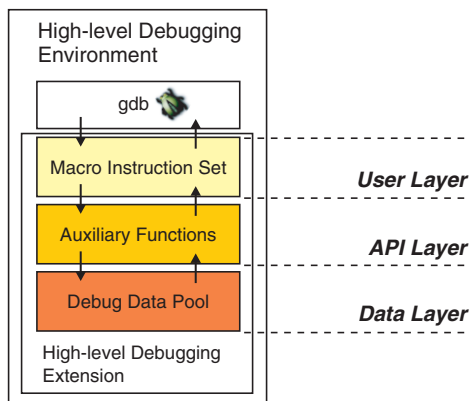 High-level Debugging
Environment
gdb
Macro Instruction Set
User Layer
Auxiliary Functions
API Layer
Debug Data Pool
Data Layer
High-level Debugging
Extension